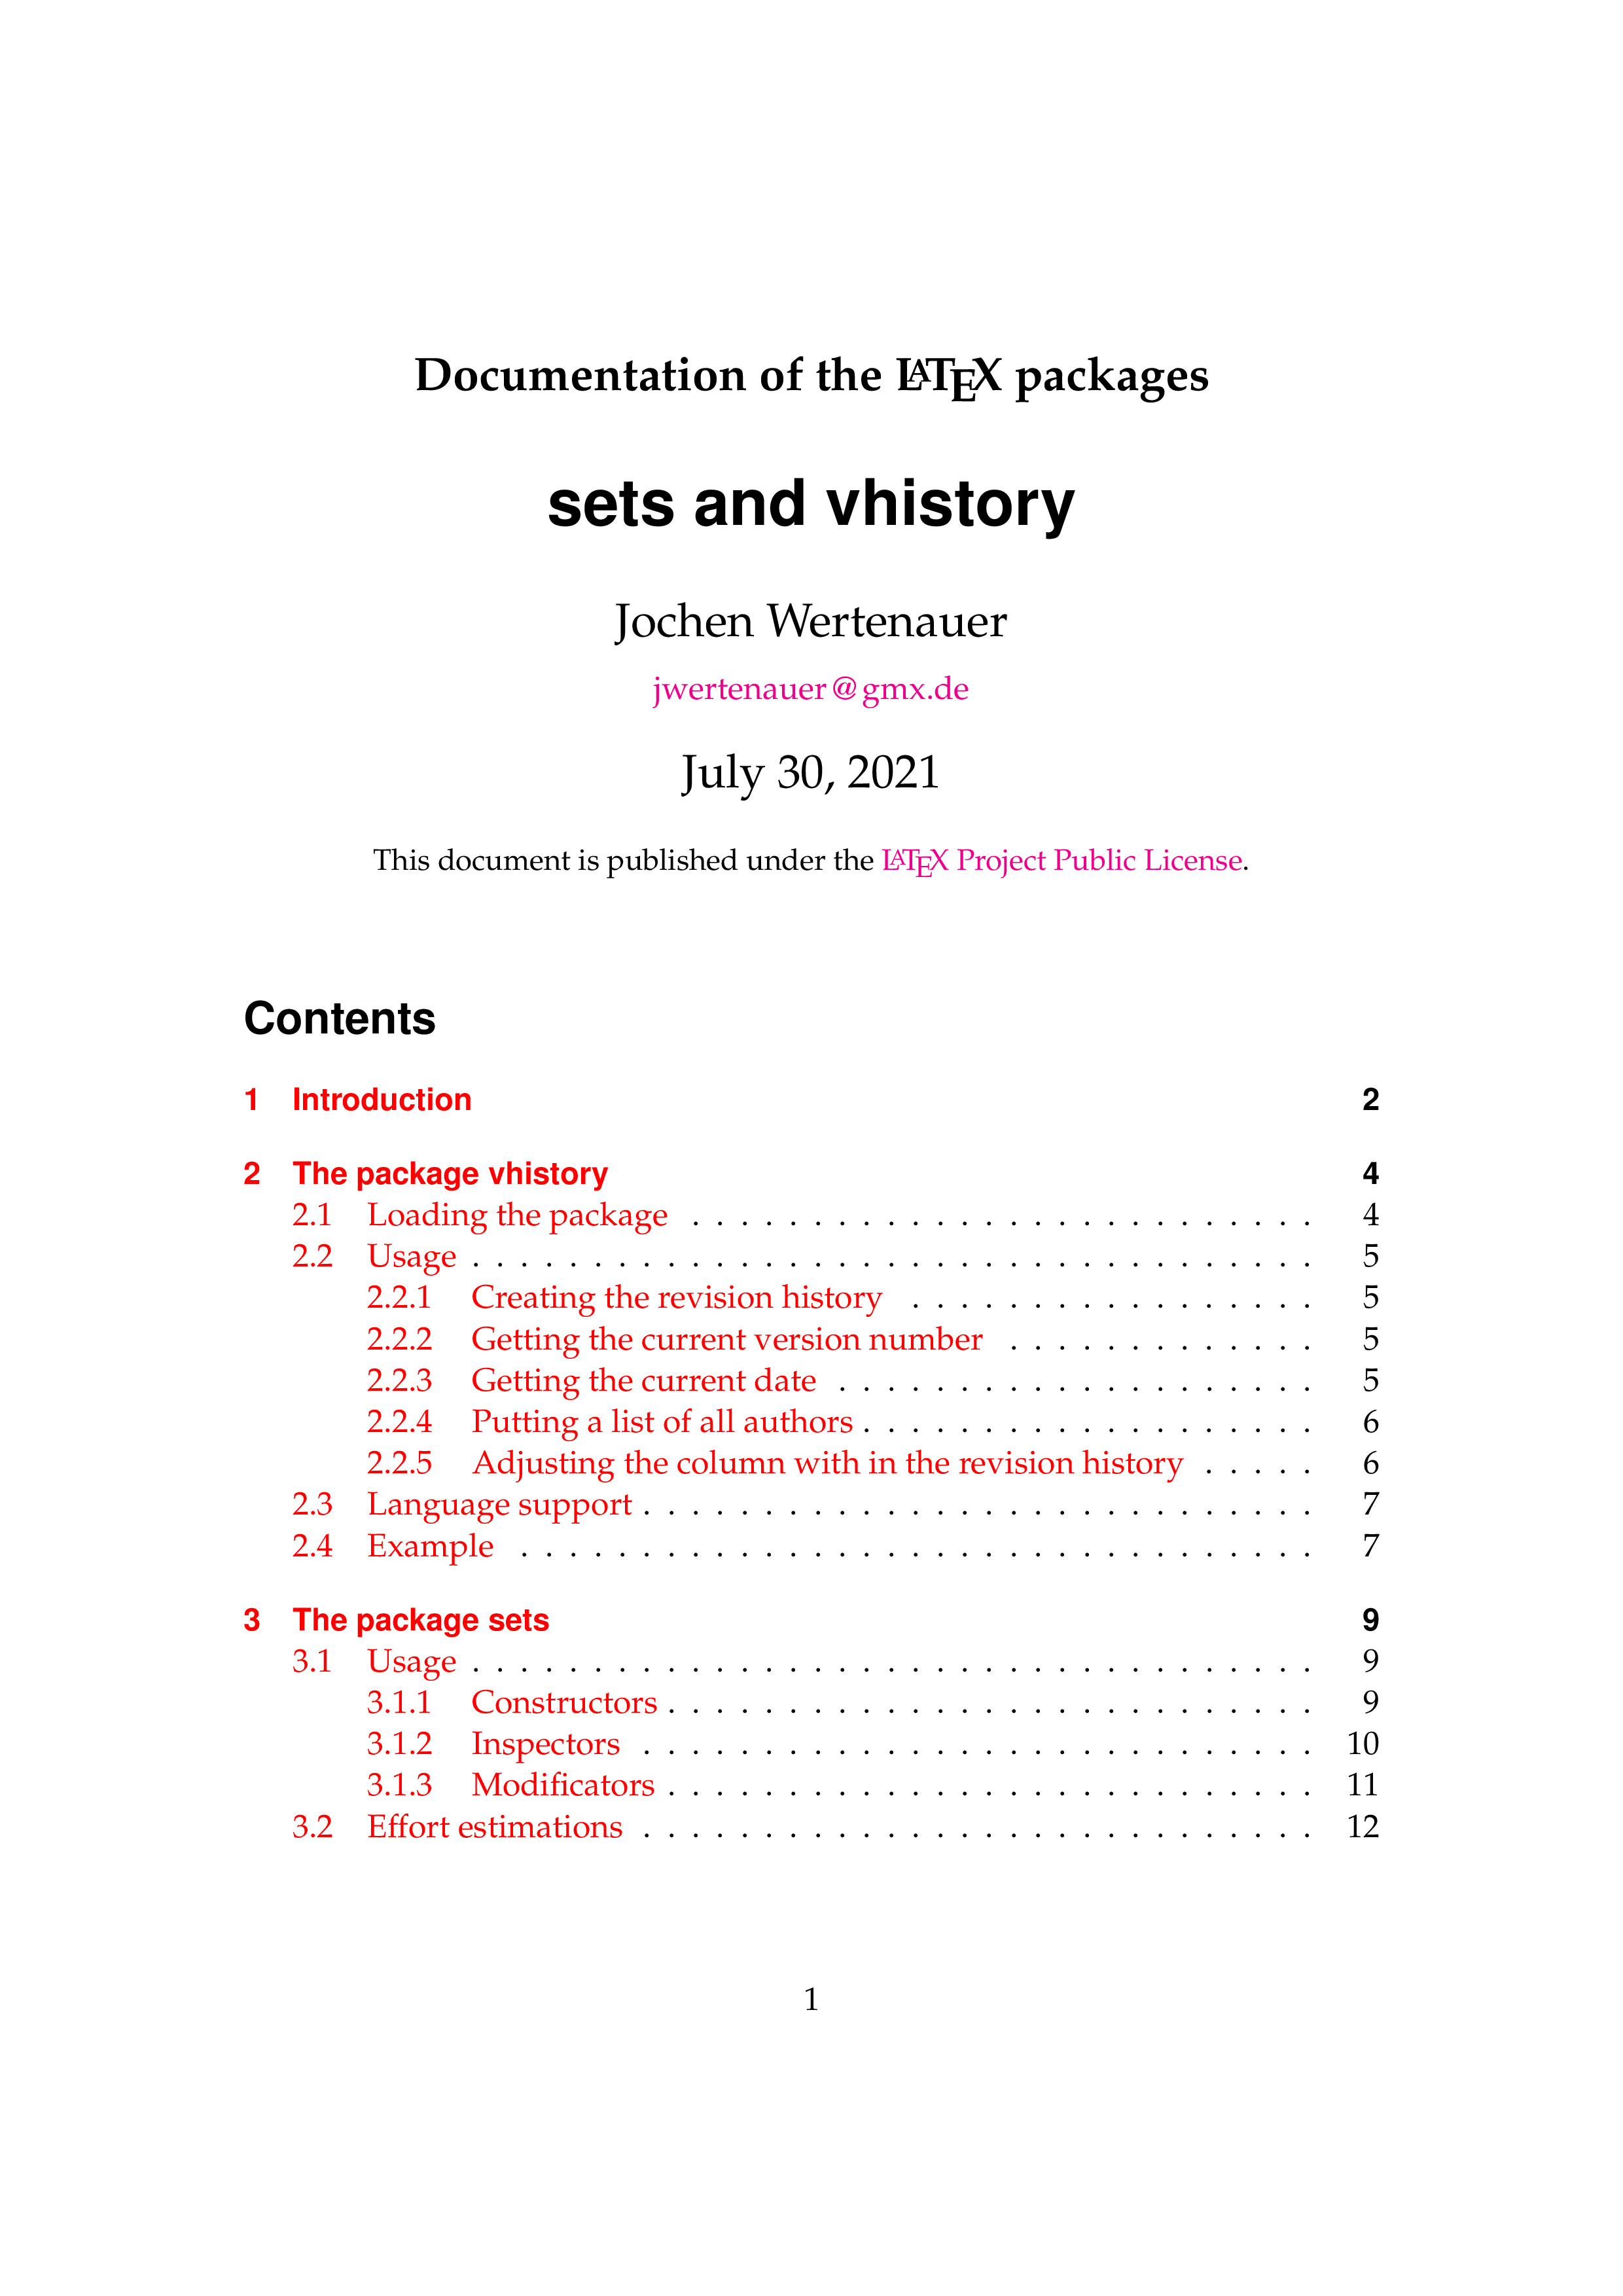 Documentation of the LATEX packages
sets and vhistory
Jochen Wertenauer
jwertenauer@gmx.de
July 30, 2021
This document is published under the LATEX Project Public License.
Contents
1 Introduction 2
2 The package vhistory 4
2.1 Loading the package . . . . . . . . . . . . . . . . . . . . . . . . . . 4
2.2 Usage . . . . . . . . . . . . . . . . . . . . . . . . . . . . . . . . . . . 5
2.2.1 Creating the revision history . . . . . . . . . . . . . . . . . 5
2.2.2 Getting the current version number . . . . . . . . . . . . . 5
2.2.3 Getting the current date . . . . . . . . . . . . . . . . . . . . 5
2.2.4 Putting a list of all authors . . . . . . . . . . . . . . . . . . . 6
2.2.5 Adjusting the column with in the revision history . . . . . 6
2.3 Language support . . . . . . . . . . . . . . . . . . . . . . . . . . . . 7
2.4 Example . . . . . . . . . . . . . . . . . . . . . . . . . . . . . . . . . 7
3 The package sets 9
3.1 Usage . . . . . . . . . . . . . . . . . . . . . . . . . . . . . . . . . . . 9
3.1.1 Constructors . . . . . . . . . . . . . . . . . . . . . . . . . . . 9
3.1.2 Inspectors . . . . . . . . . . . . . . . . . . . . . . . . . . . . 10
3.1.3 Modificators . . . . . . . . . . . . . . . . . . . . . . . . . . . 11
3.2 Effort estimations . . . . . . . . . . . . . . . . . . . . . . . . . . . . 12
1